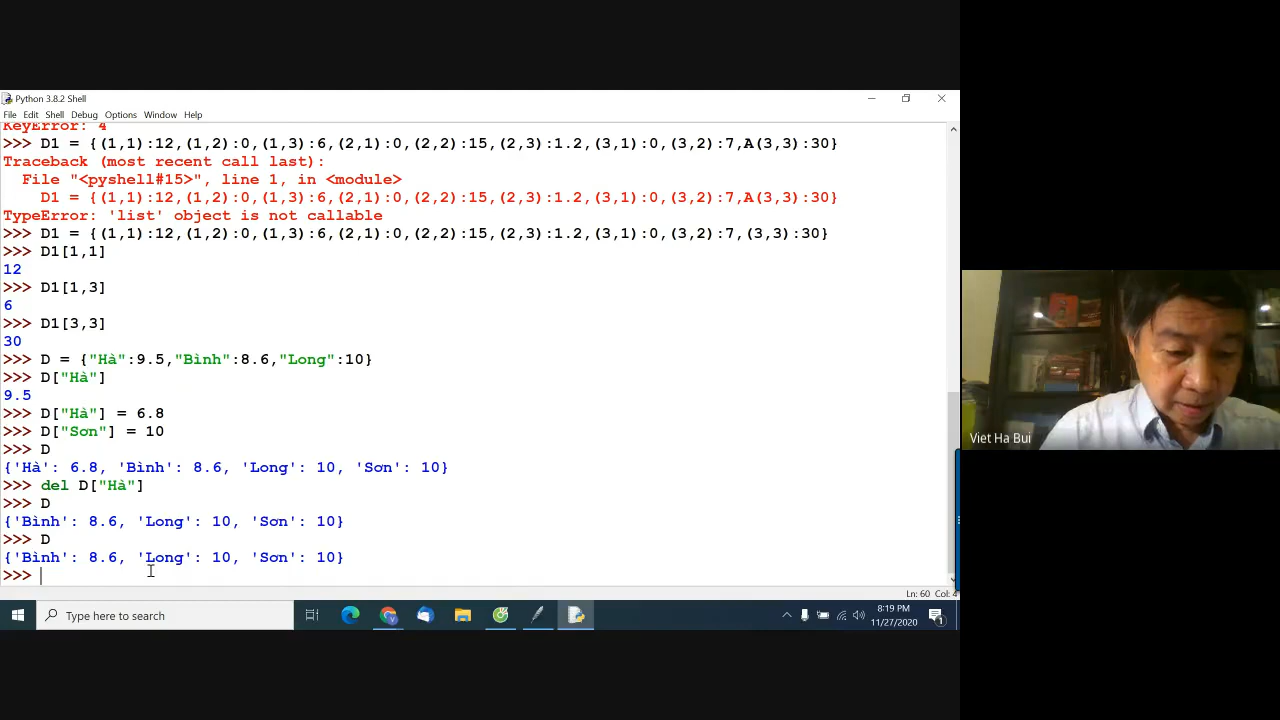 Python 3.8.2 Shell
File Edit Shell Debug Options Window Help
KeyError: 4
>>> D1 = {(1,1):12,(1,2):0,(1,3):6,(2,1):0,(2,2):15,(2,3):1.2,(3,1):0,(3,2):7,A(3,3):30}
Traceback (most recent call last):
  File "<pyshell#15>", line 1, in <module>
    D1 = {(1,1):12,(1,2):0,(1,3):6,(2,1):0,(2,2):15,(2,3):1.2,(3,1):0,(3,2):7,A(3,3):30}
TypeError: 'list' object is not callable
>>> D1 = {(1,1):12,(1,2):0,(1,3):6,(2,1):0,(2,2):15,(2,3):1.2,(3,1):0,(3,2):7,(3,3):30}
>>> D1[1,1]
12
>>> D1[1,3]
6
>>> D1[3,3]
30
>>> D = {"Hà":9.5,"Bình":8.6,"Long":10}
>>> D["Hà"]
9.5
>>> D["Hà"] = 6.8
>>> D["Sơn"] = 10
>>> D
{'Hà': 6.8, 'Bình': 8.6, 'Long': 10, 'Sơn': 10}
>>> del D["Hà"]
>>> D
{'Bình': 8.6, 'Long': 10, 'Sơn': 10}
>>> D
{'Bình': 8.6, 'Long': 10, 'Sơn': 10}
>>>
Ln: 60 Col: 4
Type here to search
8:19 PM
11/27/2020
1
Viet Ha Bui